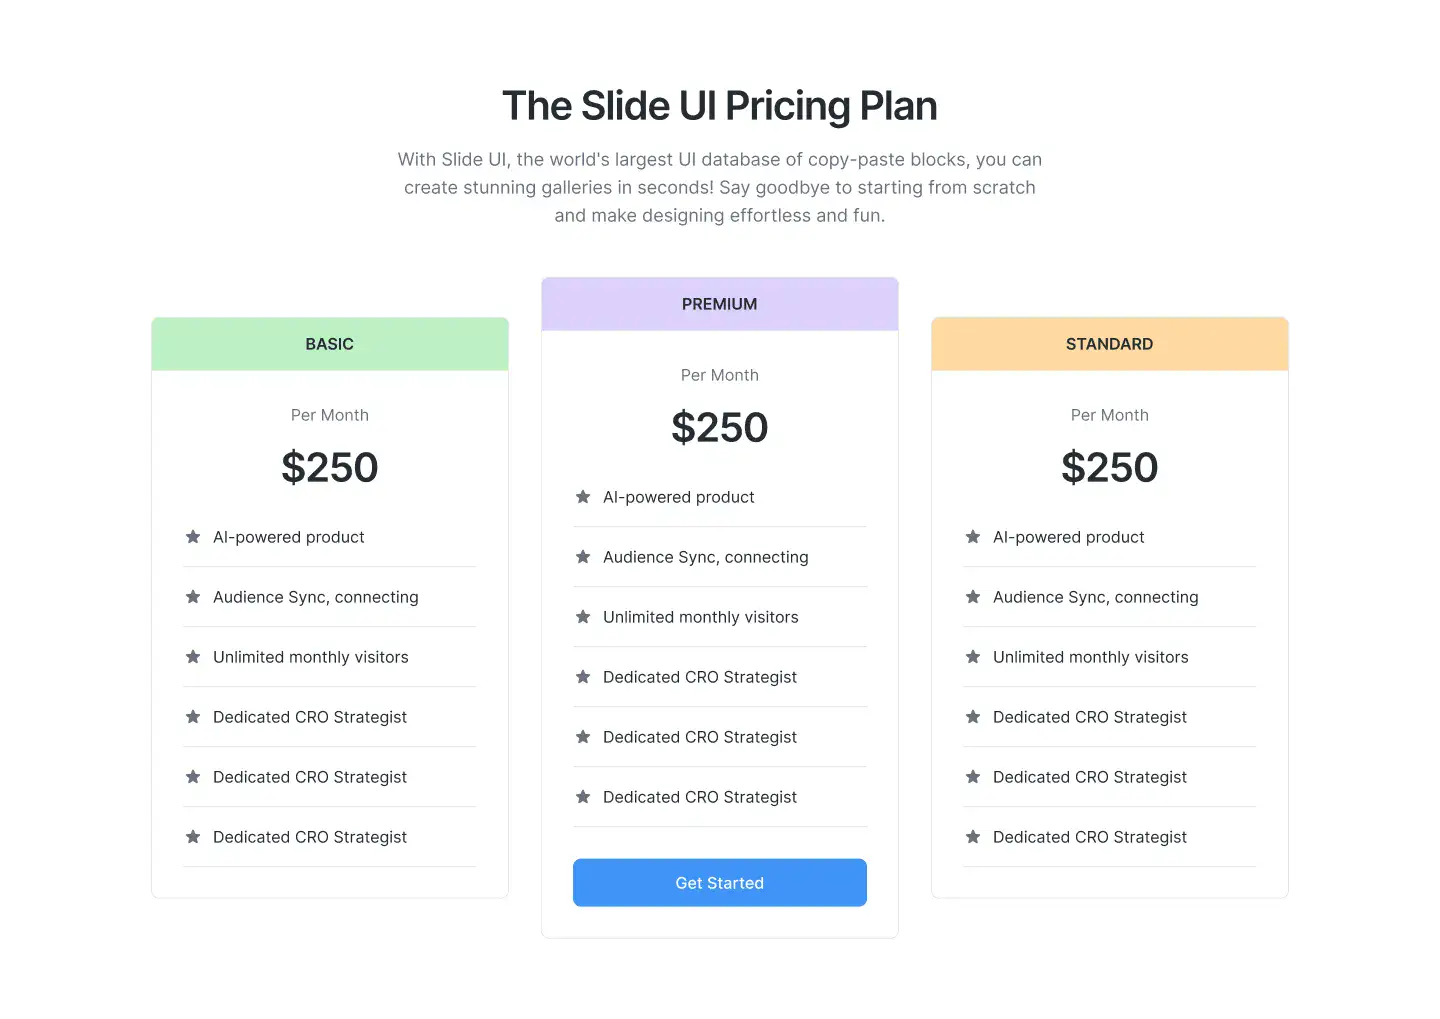 The Slide UI Pricing Plan
With Slide UI, the world's largest UI database of copy-paste blocks, you can
create stunning galleries in seconds! Say goodbye to starting from scratch
and make designing effortless and fun.
BASIC
Per Month
$250
AI-powered product
Audience Sync, connecting
Unlimited monthly visitors
Dedicated CRO Strategist
Dedicated CRO Strategist
Dedicated CRO Strategist
PREMIUM
Per Month
$250
AI-powered product
Audience Sync, connecting
Unlimited monthly visitors
Dedicated CRO Strategist
Dedicated CRO Strategist
Dedicated CRO Strategist
Get Started
STANDARD
Per Month
$250
AI-powered product
Audience Sync, connecting
Unlimited monthly visitors
Dedicated CRO Strategist
Dedicated CRO Strategist
Dedicated CRO Strategist